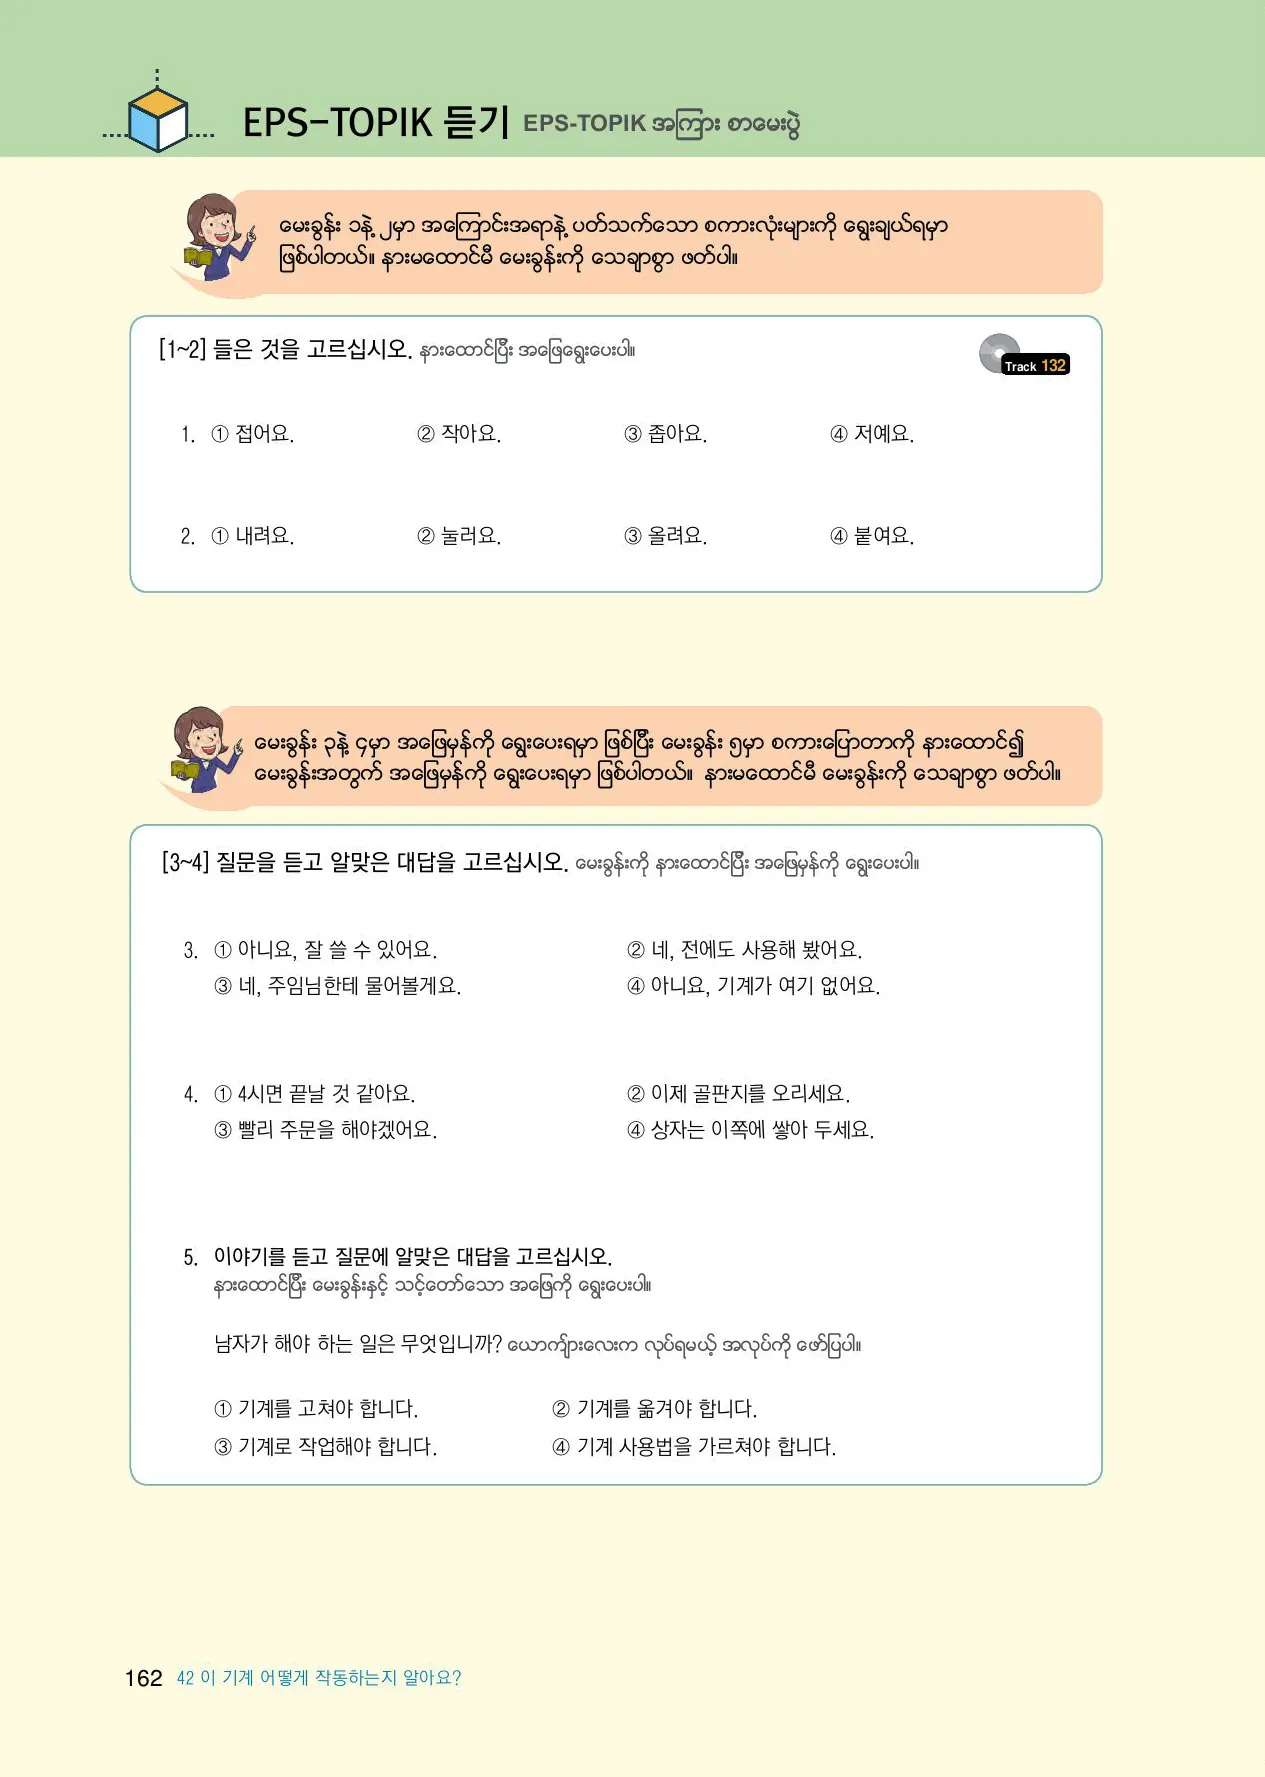 EPS-TOPIK 듣기 EPS-TOPIK အကြား စာမေးပွဲ
မေးခွန်း ၁နဲ့ ၂မှာ အကြောင်းအရာနဲ့ ပတ်သက်သော စကားလုံးများကို ရွေးချယ်ရမှာ
ဖြစ်ပါတယ်။ နားမထောင်မီ မေးခွန်းကို သေချာစွာ ဖတ်ပါ။
[1~2] 들은 것을 고르십시오. နားထောင်ပြီး အဖြေရွေးပေးပါ။
Track 132
1. ① 접어요. ② 작아요. ③ 좁아요. ④ 저예요.
2. ① 내려요. ② 눌러요. ③ 올려요. ④ 붙여요.
မေးခွန်း ၃နဲ့ ၄မှာ အဖြေမှန်ကို ရွေးပေးရမှာ ဖြစ်ပြီး မေးခွန်း ၅မှာ စကားပြောတာကို နားထောင်၍
မေးခွန်းအတွက် အဖြေမှန်ကို ရွေးပေးရမှာ ဖြစ်ပါတယ်။ နားမထောင်မီ မေးခွန်းကို သေချာစွာ ဖတ်ပါ။
[3~4] 질문을 듣고 알맞은 대답을 고르십시오. မေးခွန်းကို နားထောင်ပြီး အဖြေမှန်ကို ရွေးပေးပါ။
3. ① 아니요, 잘 쓸 수 있어요. ② 네, 전에도 사용해 봤어요.
③ 네, 주임님한테 물어볼게요. ④ 아니요, 기계가 여기 없어요.
4. ① 4시면 끝날 것 같아요. ② 이제 골판지를 오리세요.
③ 빨리 주문을 해야겠어요. ④ 상자는 이쪽에 쌓아 두세요.
5. 이야기를 듣고 질문에 알맞은 대답을 고르십시오.
နားထောင်ပြီး မေးခွန်းနှင့် သင့်တော်သော အဖြေကို ရွေးပေးပါ။
남자가 해야 하는 일은 무엇입니까? ယောကျ်ားလေးက လုပ်ရမယ့် အလုပ်ကို ဖော်ပြပါ။
① 기계를 고쳐야 합니다. ② 기계를 옮겨야 합니다.
③ 기계로 작업해야 합니다. ④ 기계 사용법을 가르쳐야 합니다.
162 42 이 기계 어떻게 작동하는지 알아요?